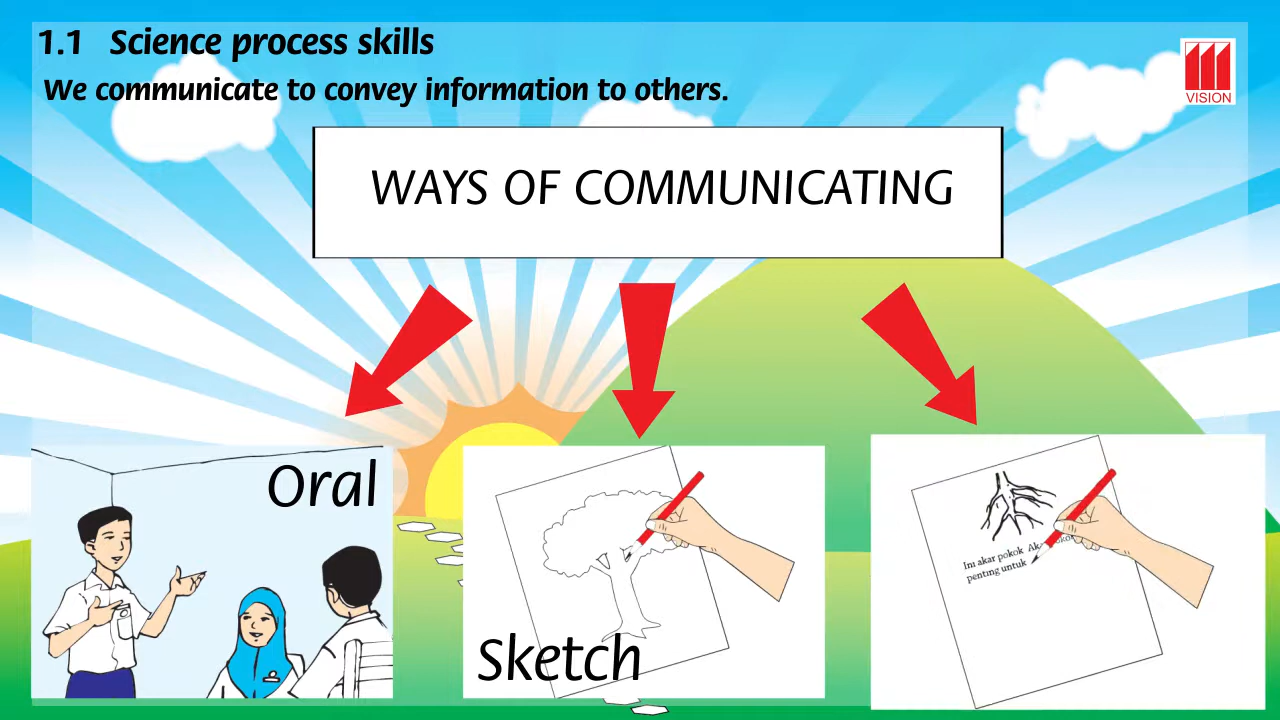 1.1 Science process skills
We communicate to convey information to others.
VISION
WAYS OF COMMUNICATING
Oral
Sketch
Ini akar pokok
penting untuk